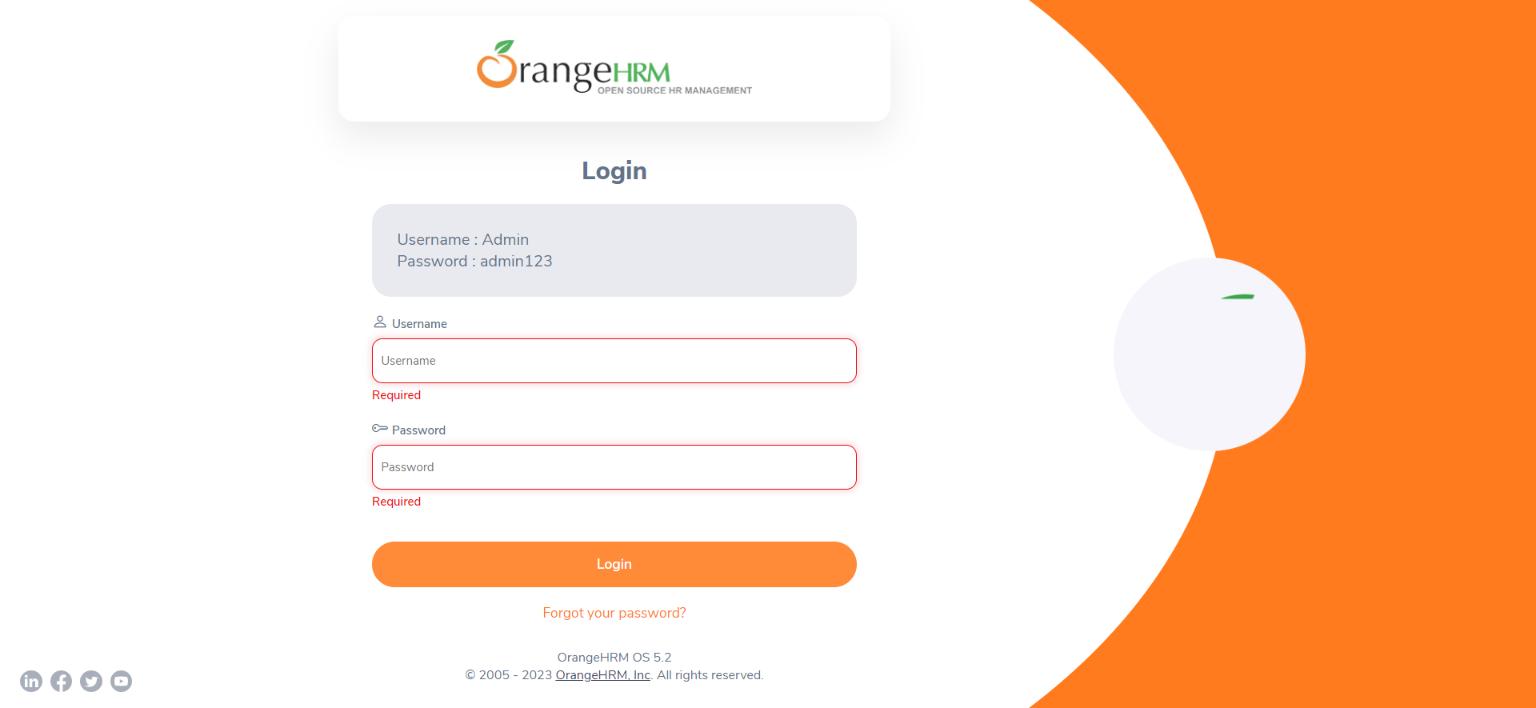 OrangeHRM
OPEN SOURCE HR MANAGEMENT
Login
Username : Admin
Password : admin123
Username
Username
Required
Password
Password
Required
Login
Forgot your password?
OrangeHRM OS 5.2
© 2005 - 2023 OrangeHRM, Inc. All rights reserved.